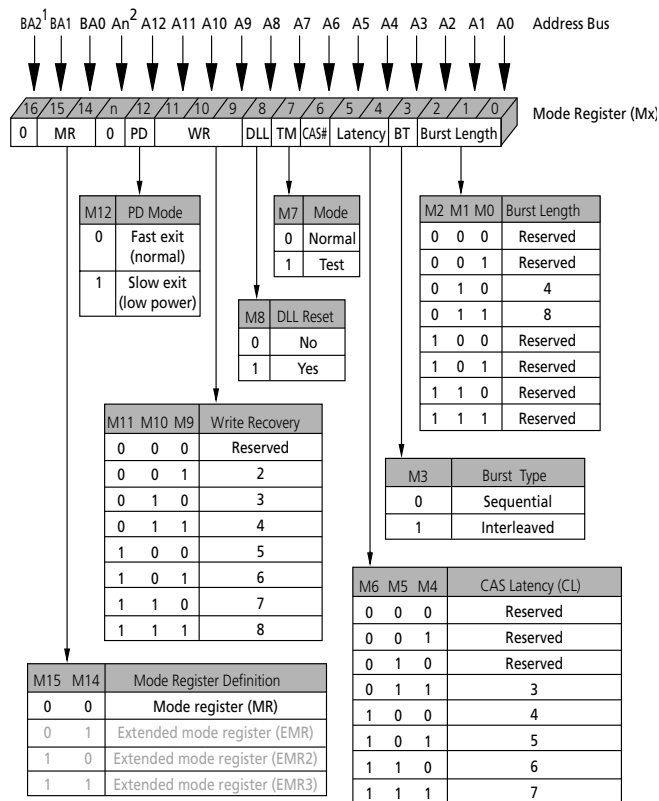 BA2¹ BA1 BA0 An² A12 A11 A10 A9 A8 A7 A6 A5 A4 A3 A2 A1 A0 Address Bus
16 15 14 n 12 11 10 9 8 7 6 5 4 3 2 1 0 Mode Register (Mx)
0 MR 0 PD WR DLL TM CAS# Latency BT Burst Length
M12 PD Mode
0 Fast exit
(normal)
1 Slow exit
(low power)
M7 Mode
0 Normal
1 Test
M2 M1 M0 Burst Length
0 0 0 Reserved
0 0 1 Reserved
0 1 0 4
0 1 1 8
1 0 0 Reserved
1 0 1 Reserved
1 1 0 Reserved
1 1 1 Reserved
M8 DLL Reset
0 No
1 Yes
M11 M10 M9 Write Recovery
0 0 0 Reserved
0 0 1 2
0 1 0 3
0 1 1 4
1 0 0 5
1 0 1 6
1 1 0 7
1 1 1 8
M3 Burst Type
0 Sequential
1 Interleaved
M6 M5 M4 CAS Latency (CL)
0 0 0 Reserved
0 0 1 Reserved
0 1 0 Reserved
0 1 1 3
1 0 0 4
1 0 1 5
1 1 0 6
1 1 1 7
M15 M14 Mode Register Definition
0 0 Mode register (MR)
0 1 Extended mode register (EMR)
1 0 Extended mode register (EMR2)
1 1 Extended mode register (EMR3)